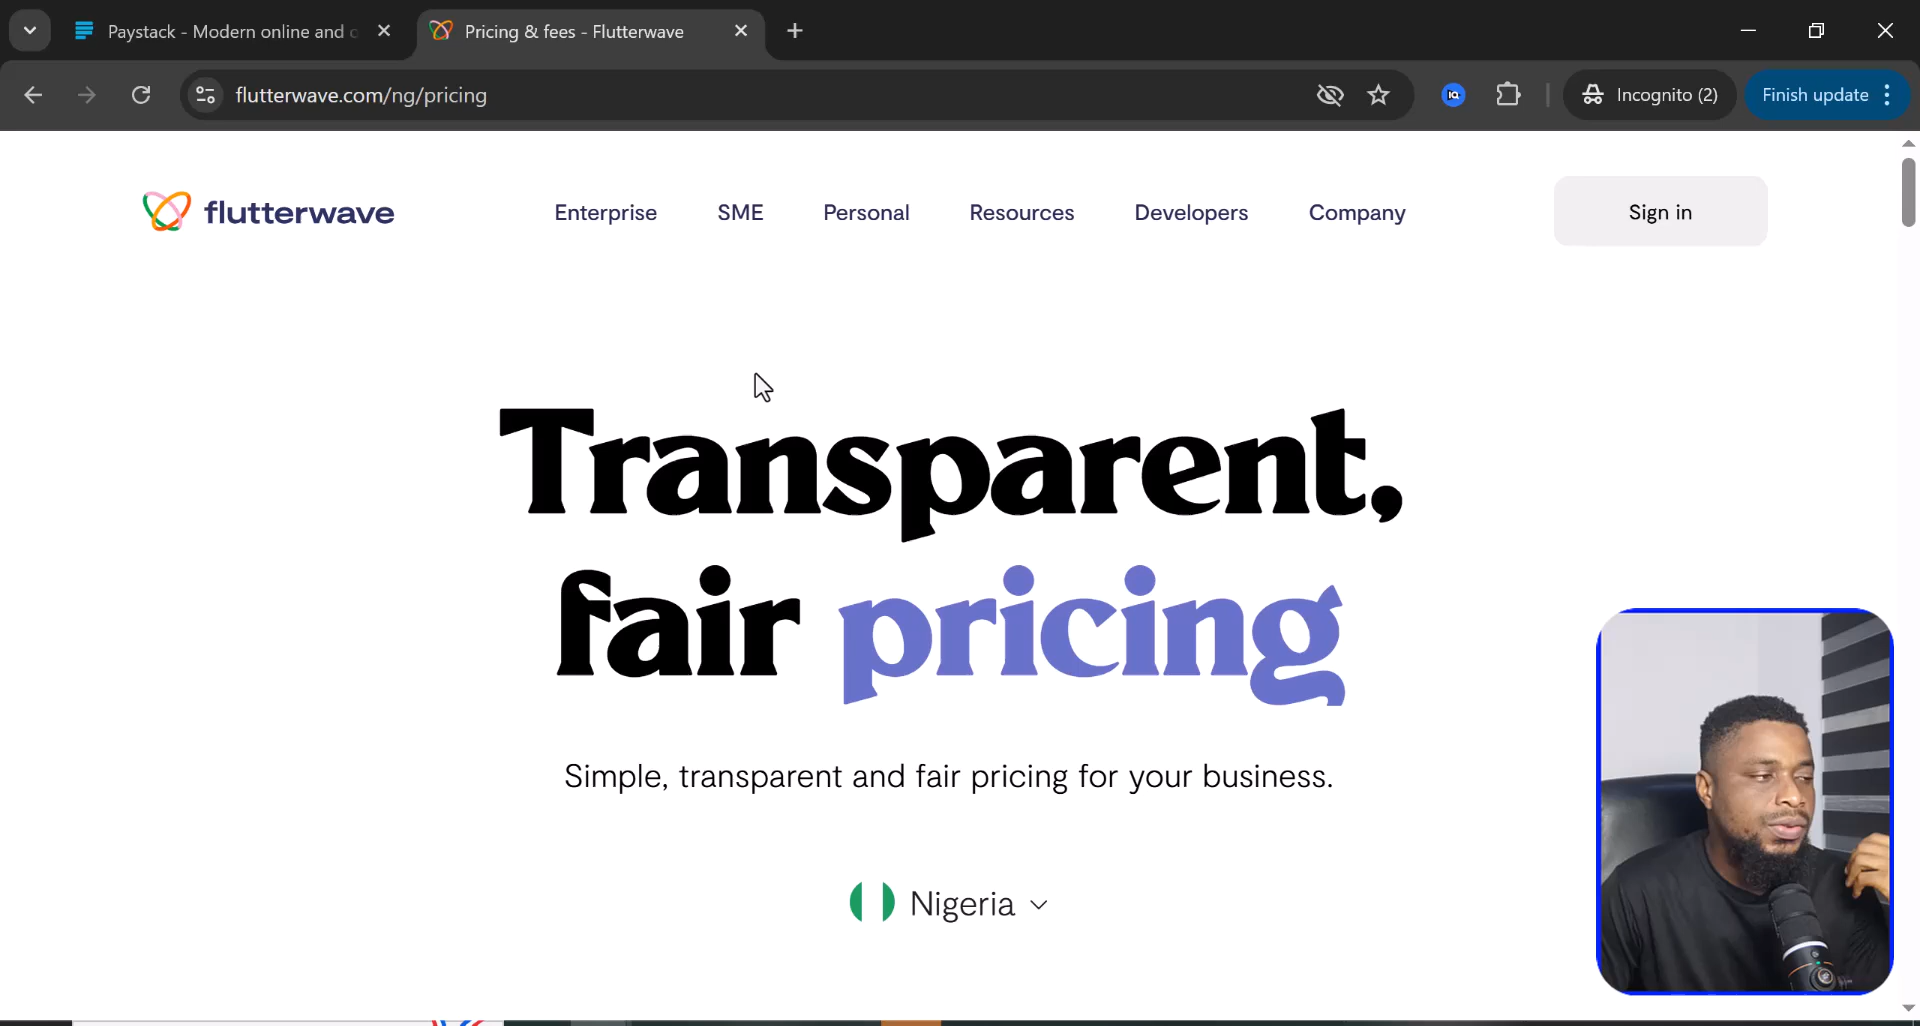 Paystack - Modern online and o
Pricing & fees - Flutterwave
flutterwave.com/ng/pricing
IQ
Incognito (2)
Finish update
flutterwave
Enterprise
SME
Personal
Resources
Developers
Company
Sign in
Transparent,
fair pricing
Simple, transparent and fair pricing for your business.
Nigeria